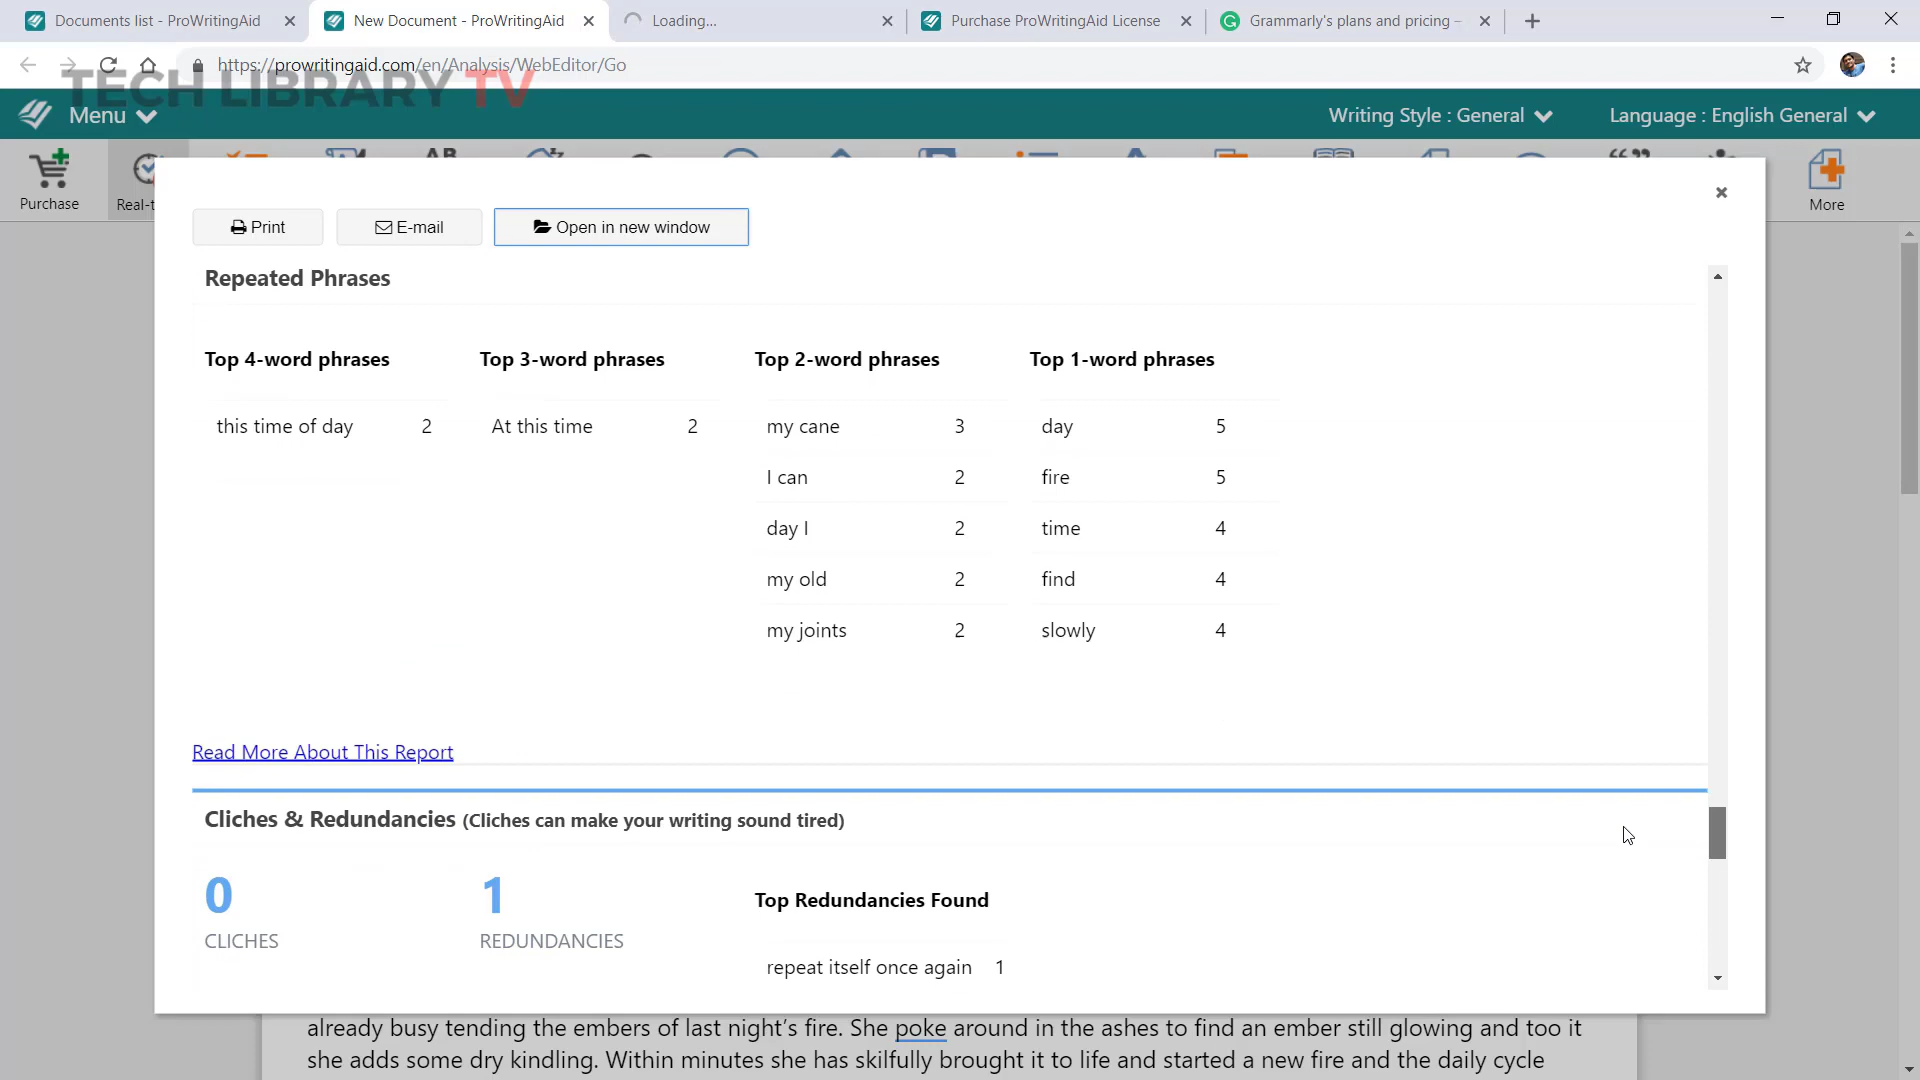 Documents list - ProWritingAid
New Document - ProWritingAid
Loading...
Purchase ProWritingAid License
Grammarly's plans and pricing –
https://prowritingaid.com/en/Analysis/WebEditor/Go
TECH LIBRARY TV
Menu
Writing Style : General
Language : English General
Purchase
Real-t
More
Print
E-mail
Open in new window
Repeated Phrases
Top 4-word phrases Top 3-word phrases Top 2-word phrases Top 1-word phrases
this time of day 2 At this time 2 my cane 3 day 5
I can 2 fire 5
day I 2 time 4
my old 2 find 4
my joints 2 slowly 4
Read More About This Report
Cliches & Redundancies (Cliches can make your writing sound tired)
0 1 Top Redundancies Found
CLICHES REDUNDANCIES
repeat itself once again 1
already busy tending the embers of last night's fire. She poke around in the ashes to find an ember still glowing and too it
she adds some dry kindling. Within minutes she has skilfully brought it to life and started a new fire and the daily cycle